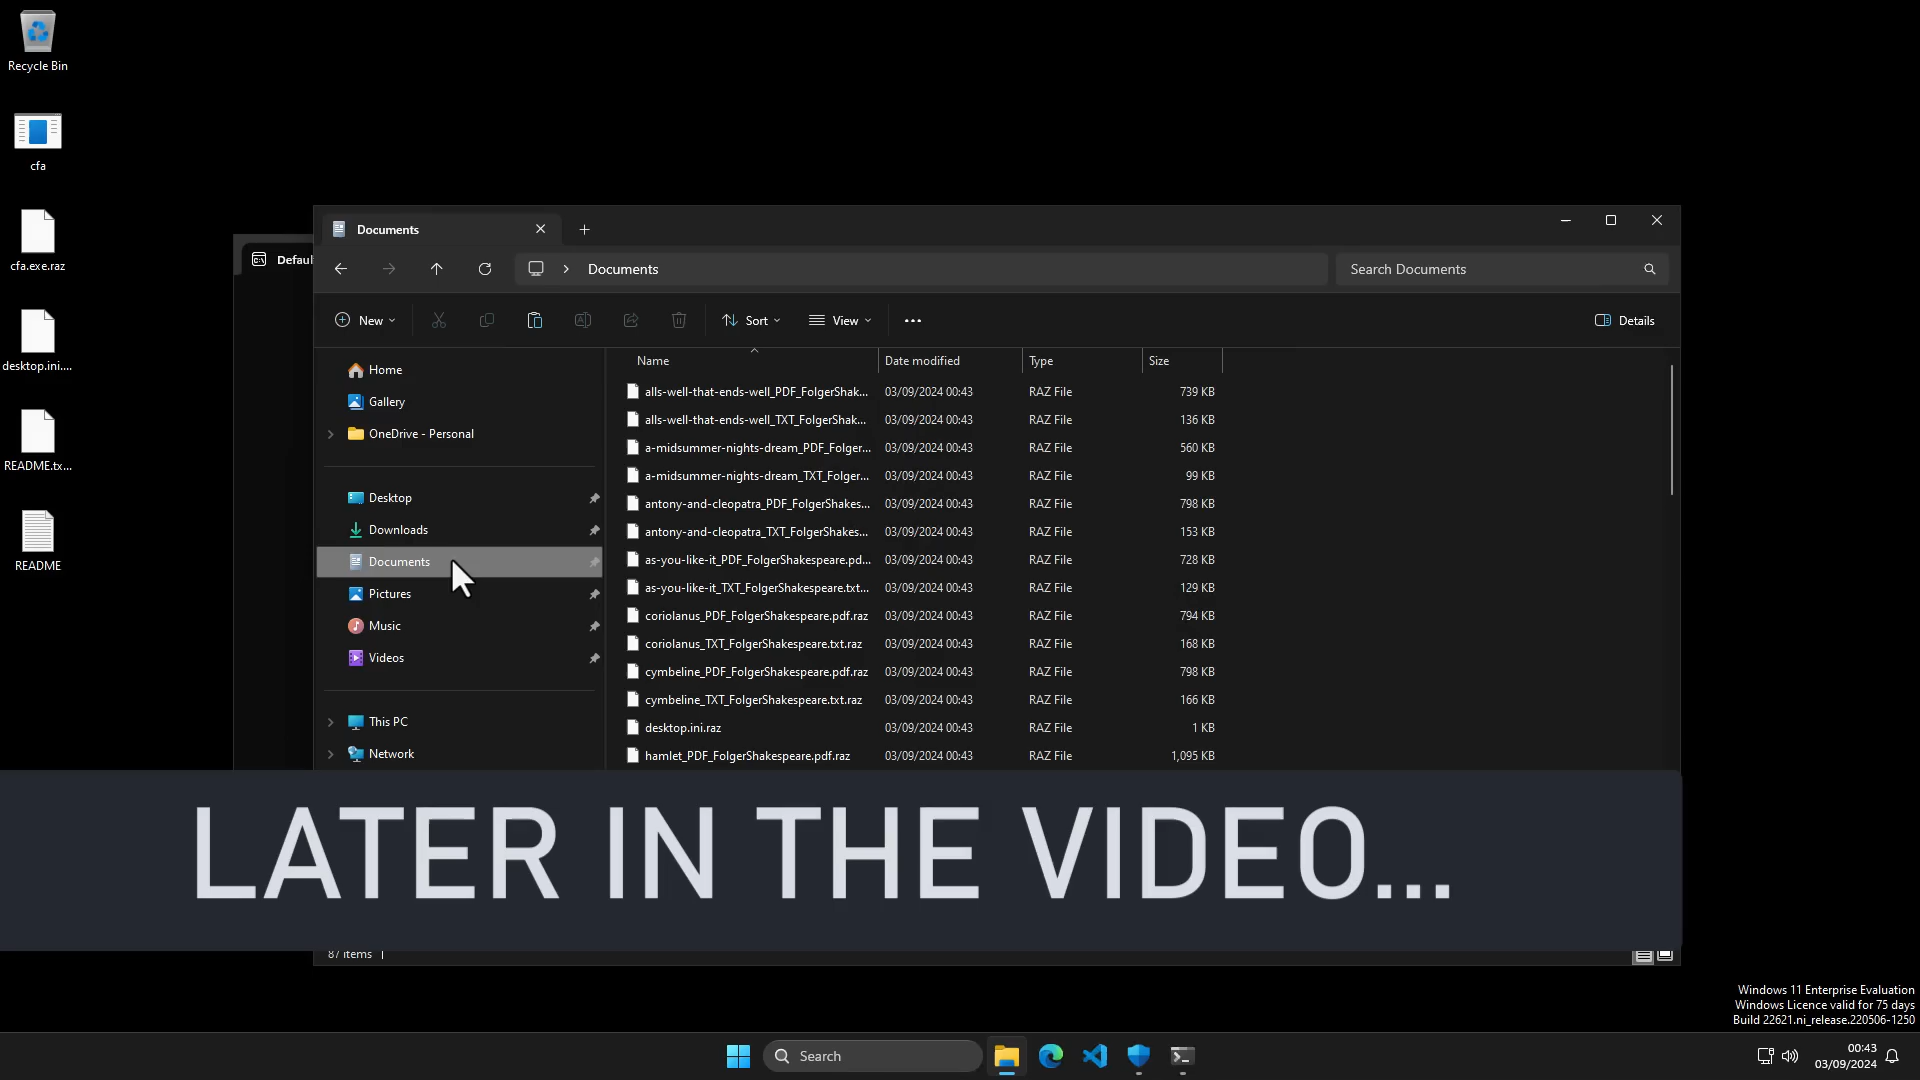 Recycle Bin
cfa
cfa.exe.raz
desktop.ini....
README.tx...
README
Defaul
Documents
Documents
Search Documents
New
Sort
View
Details
Home
Gallery
OneDrive - Personal
Desktop
Downloads
Documents
Pictures
Music
Videos
This PC
Network
Name Date modified Type Size
alls-well-that-ends-well_PDF_FolgerShak... 03/09/2024 00:43 RAZ File 739 KB
alls-well-that-ends-well_TXT_FolgerShak... 03/09/2024 00:43 RAZ File 136 KB
a-midsummer-nights-dream_PDF_Folger... 03/09/2024 00:43 RAZ File 560 KB
a-midsummer-nights-dream_TXT_Folger... 03/09/2024 00:43 RAZ File 99 KB
antony-and-cleopatra_PDF_FolgerShakes... 03/09/2024 00:43 RAZ File 798 KB
antony-and-cleopatra_TXT_FolgerShakes... 03/09/2024 00:43 RAZ File 153 KB
as-you-like-it_PDF_FolgerShakespeare.pd... 03/09/2024 00:43 RAZ File 728 KB
as-you-like-it_TXT_FolgerShakespeare.txt... 03/09/2024 00:43 RAZ File 129 KB
coriolanus_PDF_FolgerShakespeare.pdf.raz 03/09/2024 00:43 RAZ File 794 KB
coriolanus_TXT_FolgerShakespeare.txt.raz 03/09/2024 00:43 RAZ File 168 KB
cymbeline_PDF_FolgerShakespeare.pdf.raz 03/09/2024 00:43 RAZ File 798 KB
cymbeline_TXT_FolgerShakespeare.txt.raz 03/09/2024 00:43 RAZ File 166 KB
desktop.ini.raz 03/09/2024 00:43 RAZ File 1 KB
hamlet_PDF_FolgerShakespeare.pdf.raz 03/09/2024 00:43 RAZ File 1,095 KB
LATER IN THE VIDEO...
87 items
Windows 11 Enterprise Evaluation
Windows Licence valid for 75 days
Build 22621.ni_release.220506-1250
Search
00:43
03/09/2024